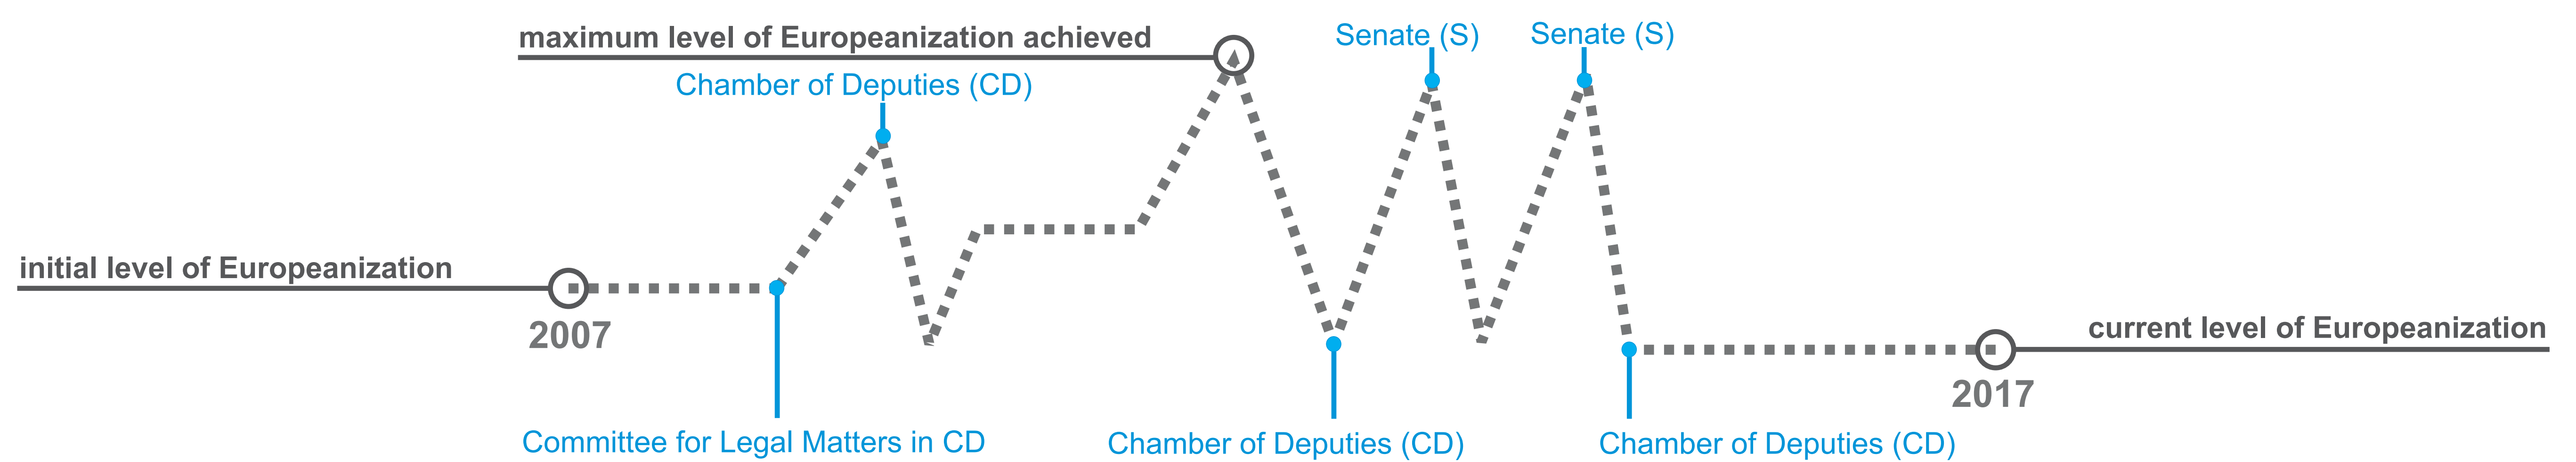 maximum level of Europeanization achieved
Senate (S)
Senate (S)
Chamber of Deputies (CD)
initial level of Europeanization
2007
current level of Europeanization
2017
Committee for Legal Matters in CD
Chamber of Deputies (CD)
Chamber of Deputies (CD)